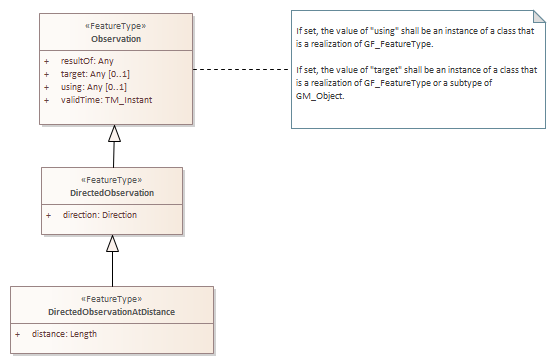 «FeatureType»
Observation
+ resultOf: Any
+ target: Any [0..1]
+ using: Any [0..1]
+ validTime: TM_Instant
If set, the value of "using" shall be an instance of a class that
is a realization of GF_FeatureType.
If set, the value of "target" shall be an instance of a class that
is a realization of GF_FeatureType or a subtype of
GM_Object.
«FeatureType»
DirectedObservation
+ direction: Direction
«FeatureType»
DirectedObservationAtDistance
+ distance: Length